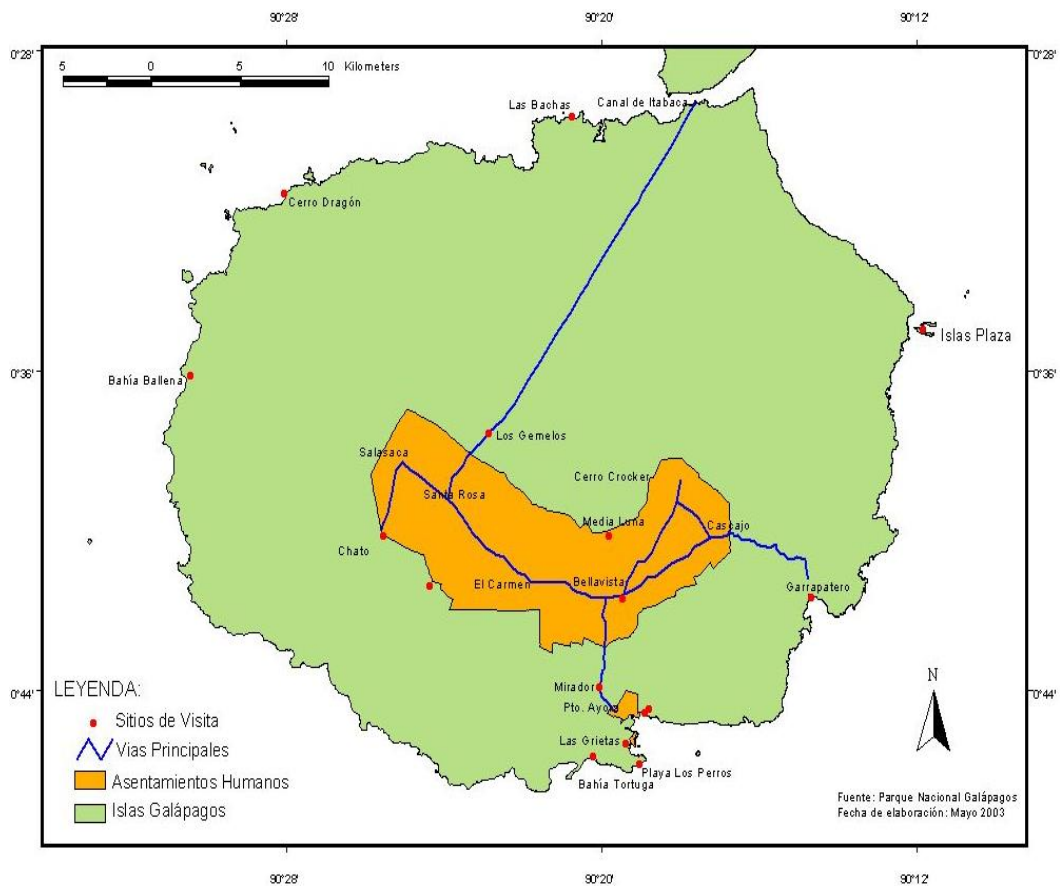 90°28'
90°20'
90°12'
0°28'
0°28'
5
0
5
10
Kilometers
Las Bachas
Canal de Itabaca
Cerro Dragón
Islas Plaza
0°36'
0°36'
Bahía Ballena
Los Gemelos
Salasaca
Santa Rosa
Cerro Crocker
Media Luna
Cascajo
Chato
El Carmen
Bellavista
Garrapatero
0°44'
0°44'
Mirador
Pto. Ayora
Las Grietas
Playa Los Perros
Bahía Tortuga
N
LEYENDA:
Sitios de Visita
Vias Principales
Asentamientos Humanos
Islas Galápagos
Fuente: Parque Nacional Galápagos
Fecha de elaboración: Mayo 2003
90°28'
90°20'
90°12'